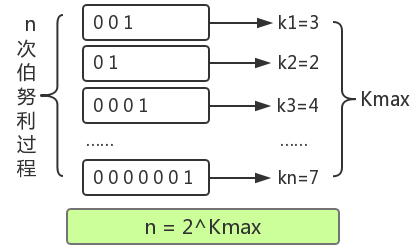 n次伯努利过程
0 0 1
k1=3
0 1
k2=2
0 0 0 1
k3=4
Kmax
......
......
0 0 0 0 0 0 1
kn=7
n = 2^Kmax